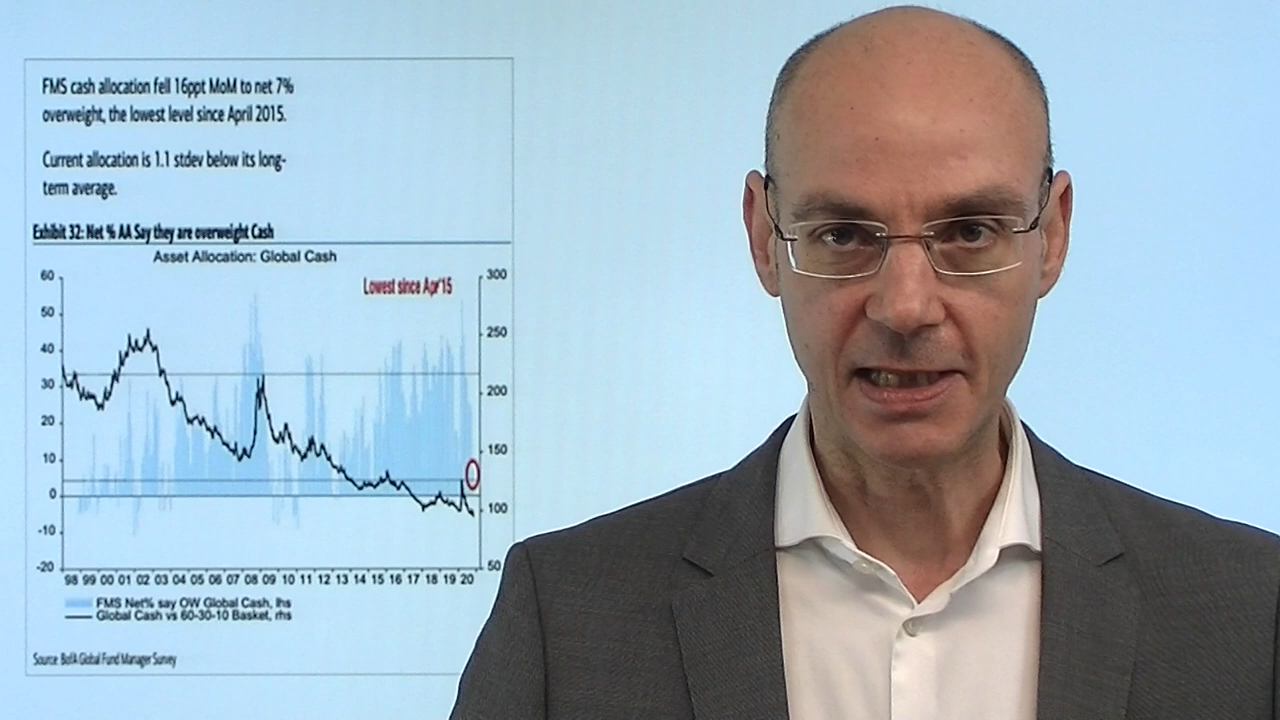 FMS cash allocation fell 16ppt MoM to net 7%
overweight, the lowest level since April 2015.
Current allocation is 1.1 stdev below its long-
term average.
Exhibit 32: Net % AA Say they are overweight Cash
Asset Allocation: Global Cash
Lowest since Apr'15
60
50
40
30
20
10
0
-10
-20
300
250
200
150
100
50
98 99 00 01 02 03 04 05 06 07 08 09 10 11 12 13 14 15 16 17 18 19 20
FMS Net% say OW Global Cash, lhs
Global Cash vs 60-30-10 Basket, rhs
Source: BofA Global Fund Manager Survey